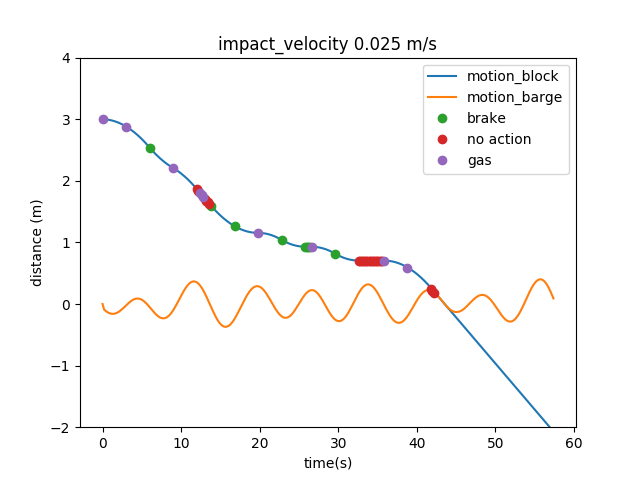 impact_velocity 0.025 m/s
motion_block
motion_barge
brake
no action
gas
distance (m)
4
3
2
1
0
−1
−2
0 10 20 30 40 50 60
time(s)